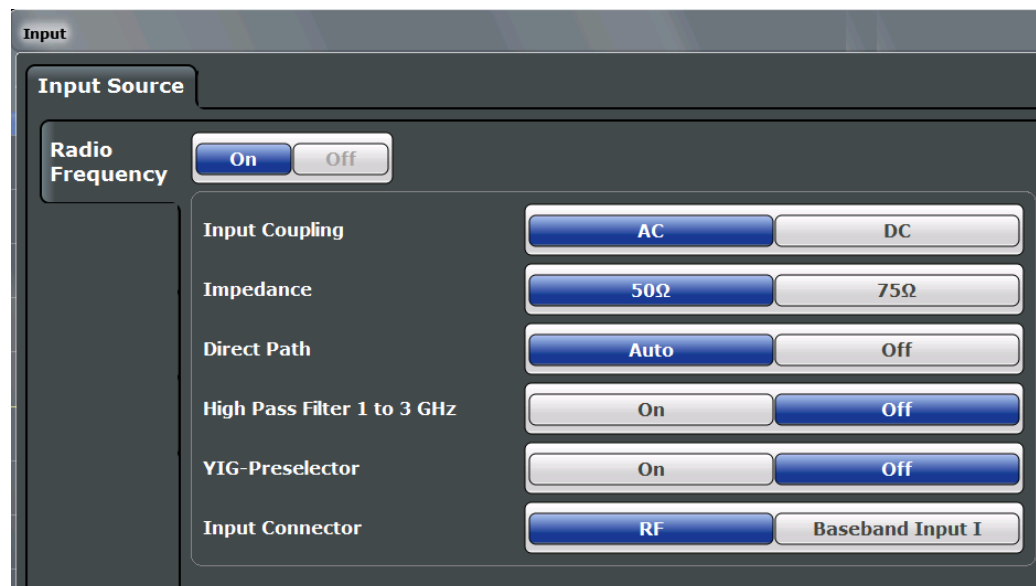 Input
Input Source
Radio
Frequency
On Off
Input Coupling AC DC
Impedance 50Ω 75Ω
Direct Path Auto Off
High Pass Filter 1 to 3 GHz On Off
YIG-Preselector On Off
Input Connector RF Baseband Input I